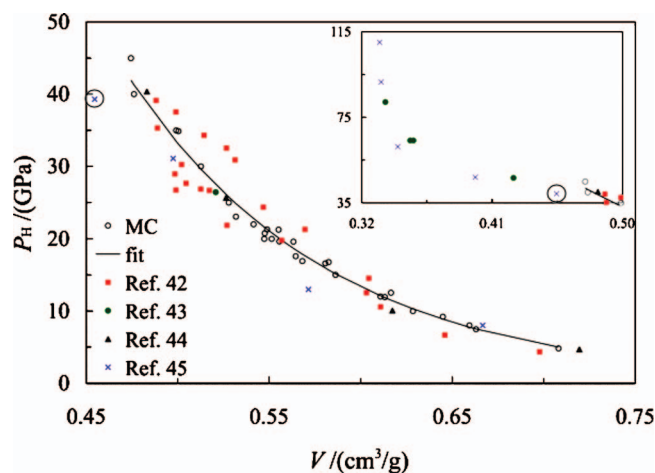 50
40
30
20
10
0
P_H /(GPa)
0.45
0.55
0.65
0.75
V /(cm³/g)
MC
fit
Ref. 42
Ref. 43
Ref. 44
Ref. 45
115
75
35
0.32
0.41
0.50